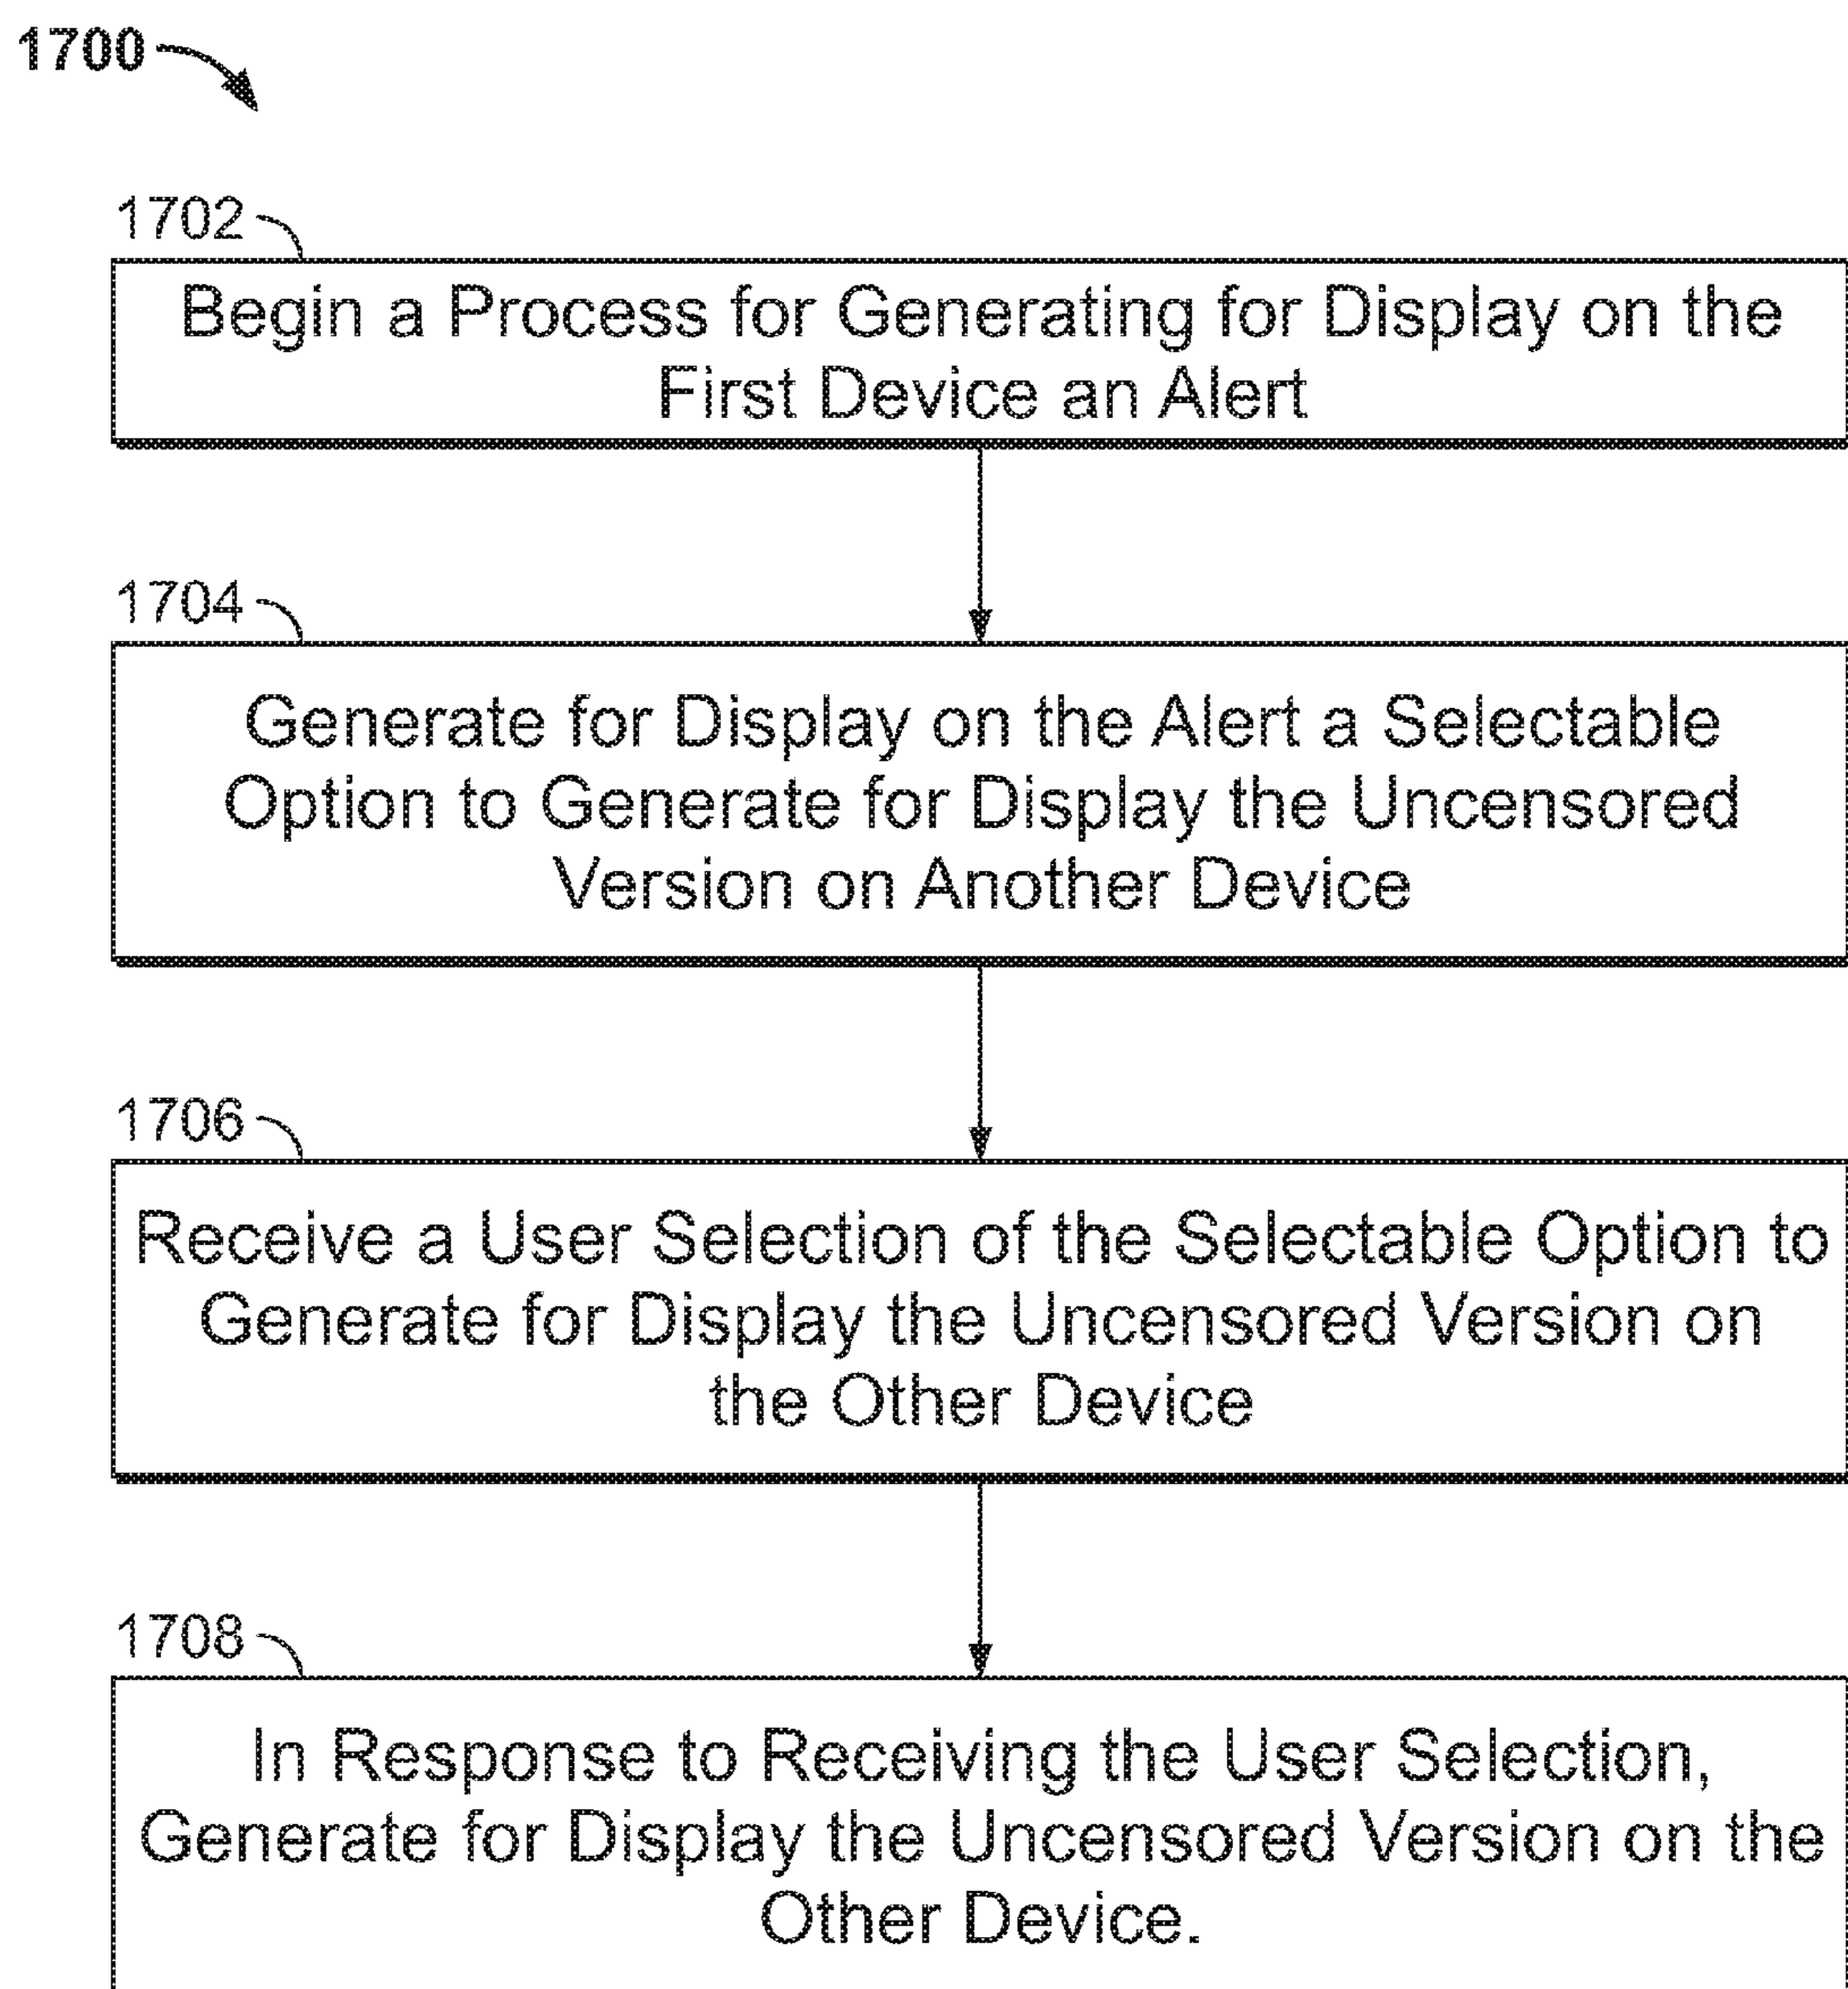 1700
1702
Begin a Process for Generating for Display on the
First Device an Alert
1704
Generate for Display on the Alert a Selectable
Option to Generate for Display the Uncensored
Version on Another Device
1706
Receive a User Selection of the Selectable Option to
Generate for Display the Uncensored Version on
the Other Device
1708
In Response to Receiving the User Selection,
Generate for Display the Uncensored Version on the
Other Device.